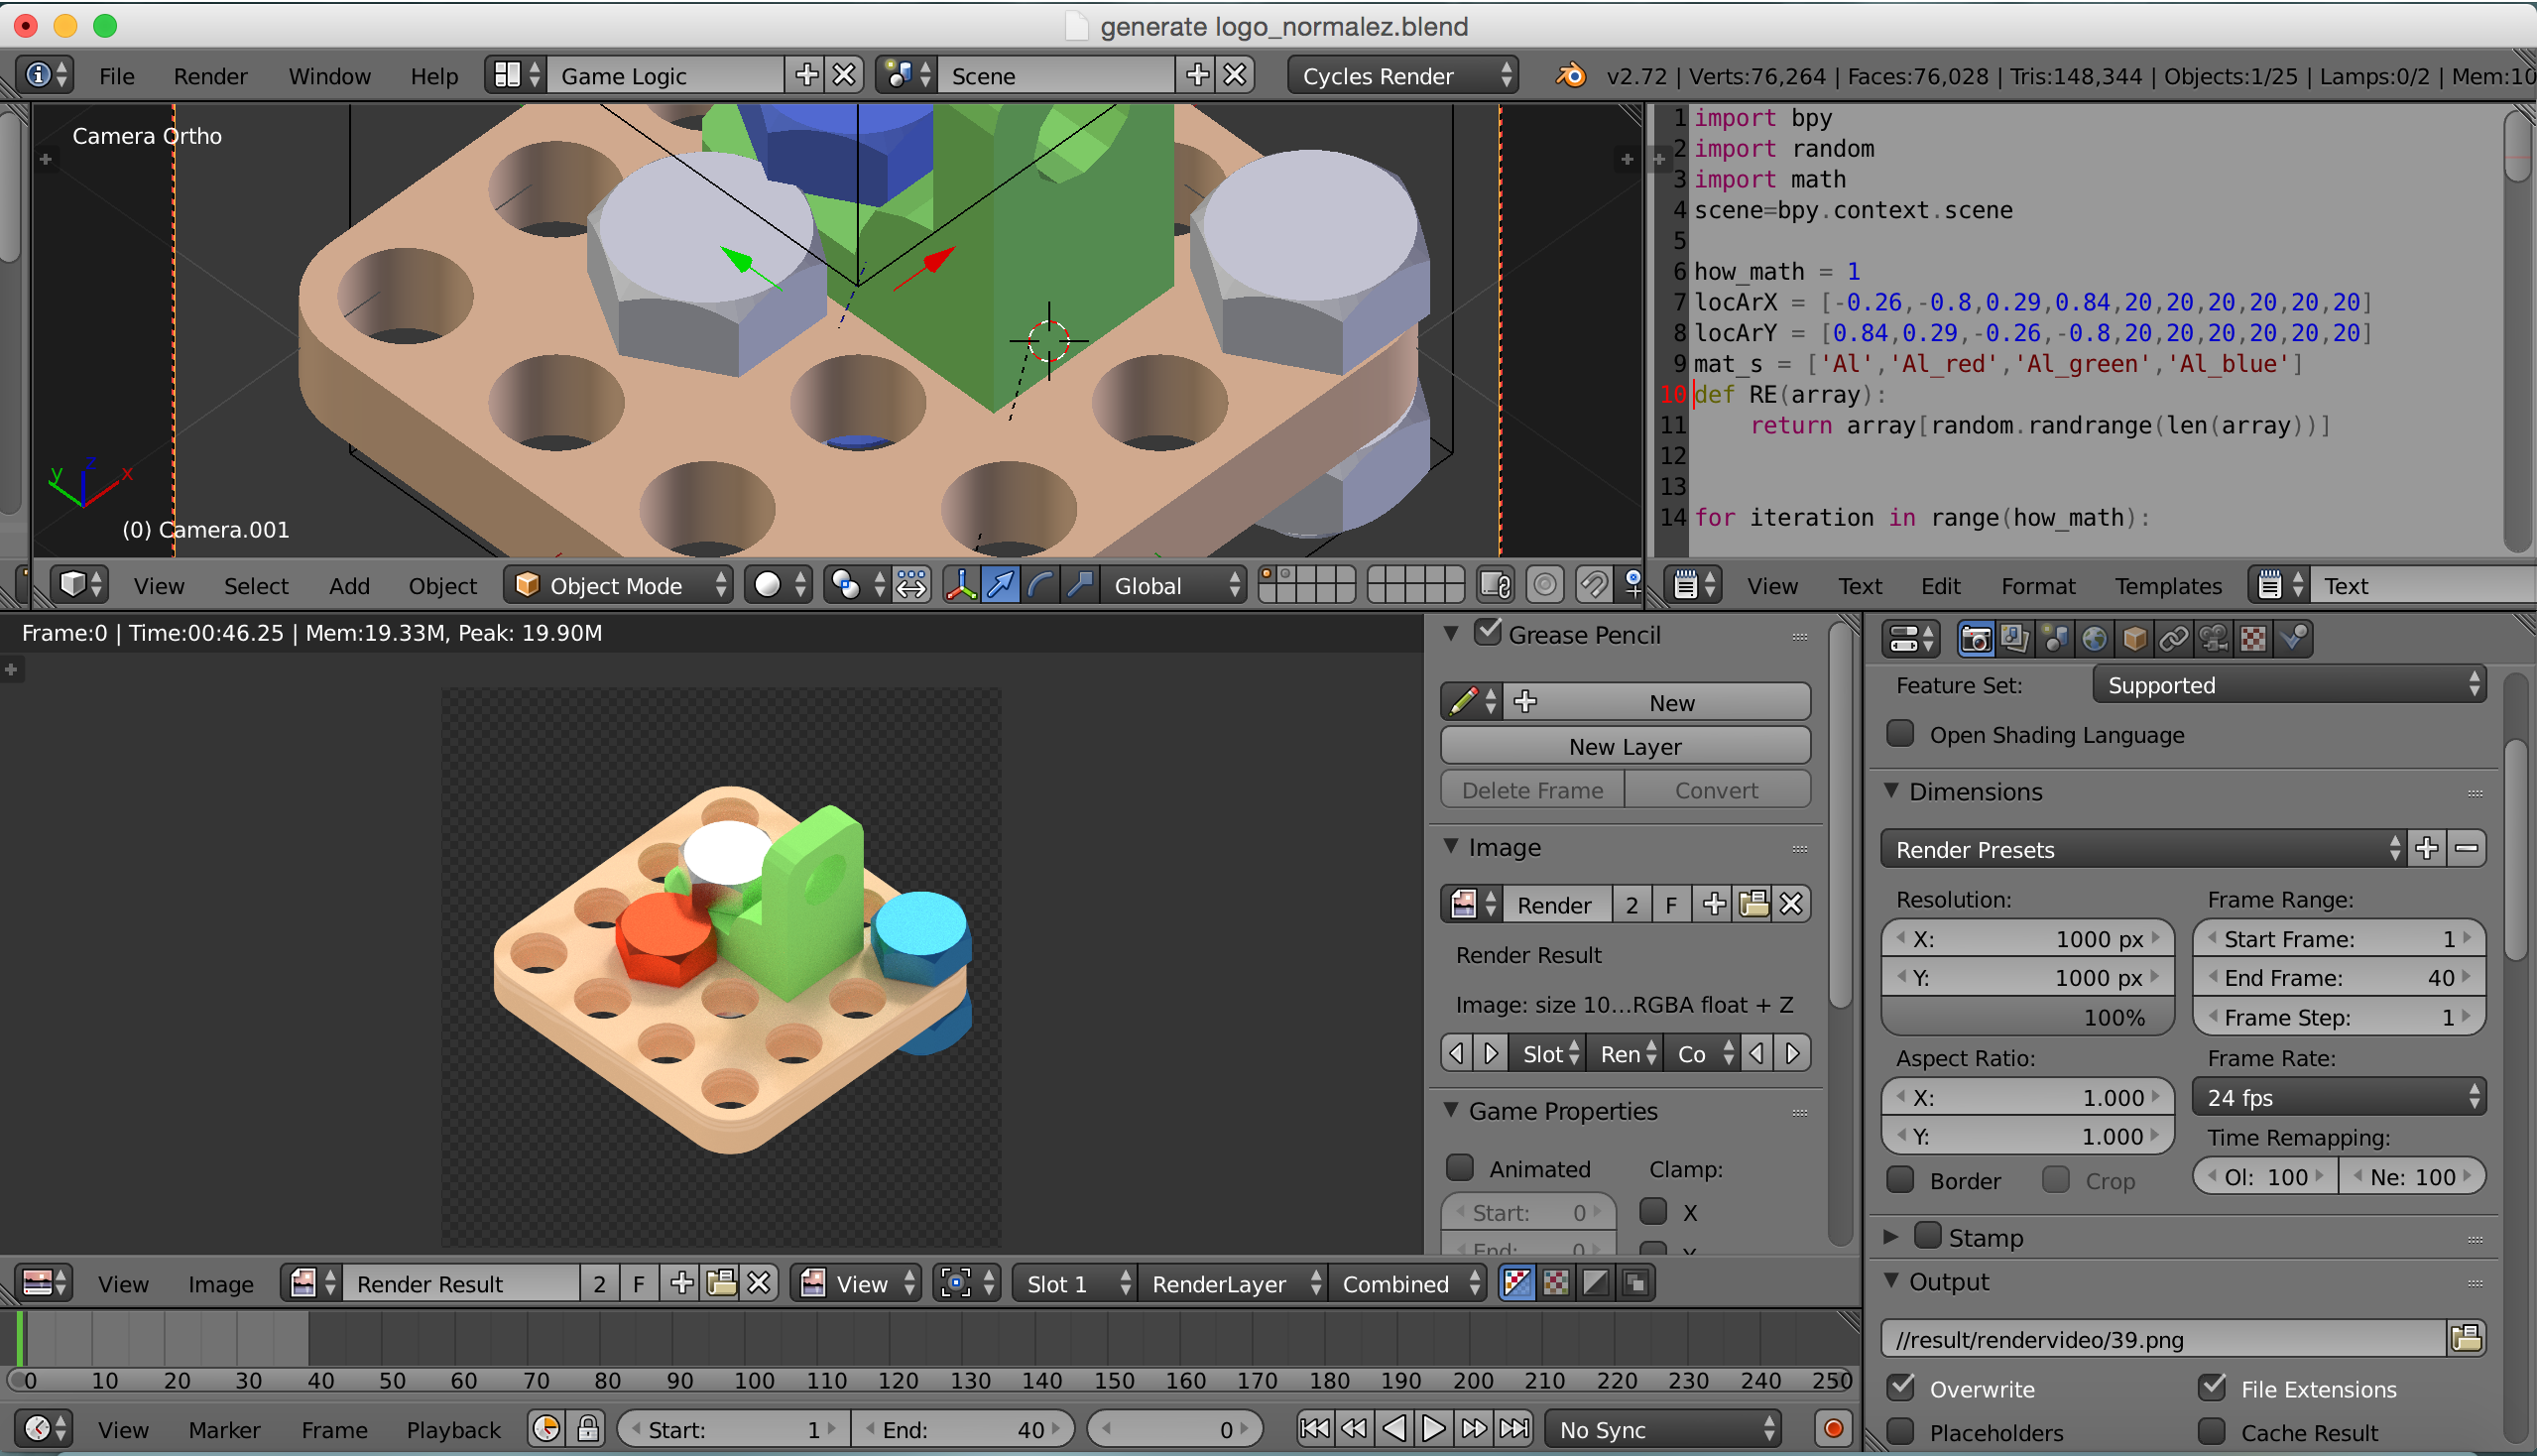 generate logo_normalez.blend
File Render Window Help Game Logic Scene Cycles Render v2.72 | Verts:76,264 | Faces:76,028 | Tris:148,344 | Objects:1/25 | Lamps:0/2 | Mem:10
Camera Ortho
z
y x
(0) Camera.001
1 import bpy
2 import random
3 import math
4 scene=bpy.context.scene
5
6 how_math = 1
7 locArX = [-0.26,-0.8,0.29,0.84,20,20,20,20,20,20]
8 locArY = [0.84,0.29,-0.26,-0.8,20,20,20,20,20,20]
9 mat_s = ['Al','Al_red','Al_green','Al_blue']
10 def RE(array):
11 return array[random.randrange(len(array))]
12
13
14 for iteration in range(how_math):
View Select Add Object Object Mode Global
View Text Edit Format Templates Text
Frame:0 | Time:00:46.25 | Mem:19.33M, Peak: 19.90M
Grease Pencil
New
New Layer
Delete Frame Convert
Image
Render 2 F
Render Result
Image: size 10...RGBA float + Z
Slot Ren Co
Game Properties
Animated Clamp:
Start: 0 X
End: 0 Y
Feature Set: Supported
Open Shading Language
Dimensions
Render Presets
Resolution: Frame Range:
X: 1000 px Start Frame: 1
Y: 1000 px End Frame: 40
100% Frame Step: 1
Aspect Ratio: Frame Rate:
X: 1.000 24 fps
Y: 1.000 Time Remapping:
Border Crop Ol: 100 Ne: 100
Stamp
Output
//result/rendervideo/39.png
Overwrite File Extensions
Placeholders Cache Result
View Image Render Result 2 F View Slot 1 RenderLayer Combined
0 10 20 30 40 50 60 70 80 90 100 110 120 130 140 150 160 170 180 190 200 210 220 230 240 250
View Marker Frame Playback Start: 1 End: 40 0 No Sync